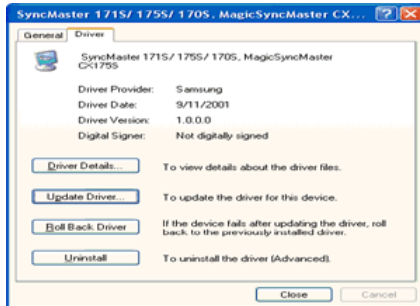 SyncMaster 171S/ 175S/ 170S, MagicSyncMaster CX...
General Driver
SyncMaster 171S/ 175S/ 170S, MagicSyncMaster
CX175S
Driver Provider: Samsung
Driver Date: 9/11/2001
Driver Version: 1.0.0.0
Digital Signer: Not digitally signed
Driver Details... To view details about the driver files.
Update Driver... To update the driver for this device.
Roll Back Driver If the device fails after updating the driver, roll
back to the previously installed driver.
Uninstall To uninstall the driver (Advanced).
Close Cancel